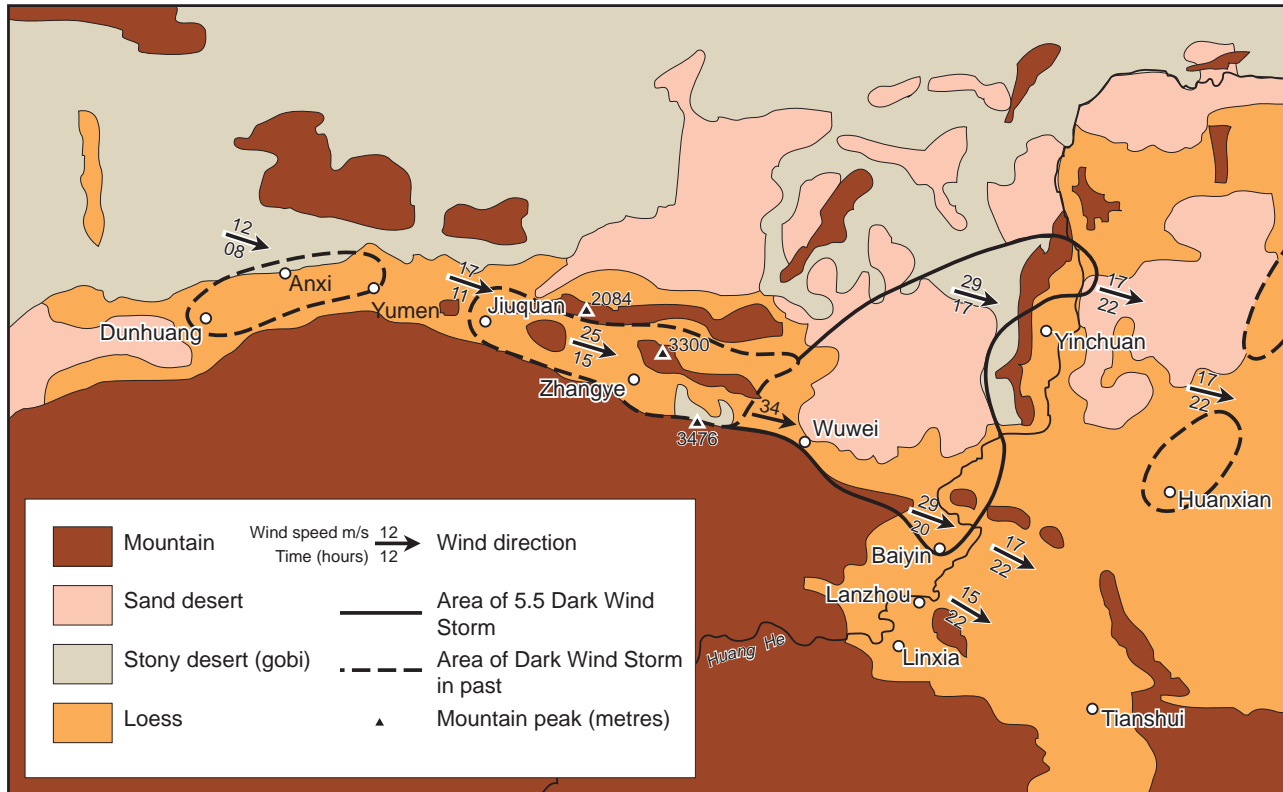 12
08
Anxi
Yumen
Dunhuang
17
11
Jiuquan
2084
25
15
3300
Zhangye
3476
34
Wuwei
29
17
17
22
Yinchuan
17
22
Huanxian
29
20
Baiyin
17
22
Lanzhou
15
22
Linxia
Huang He
Tianshui
Mountain
Sand desert
Stony desert (gobi)
Loess
Wind speed m/s 12
Time (hours) 12
Wind direction
Area of 5.5 Dark Wind
Storm
Area of Dark Wind Storm
in past
Mountain peak (metres)